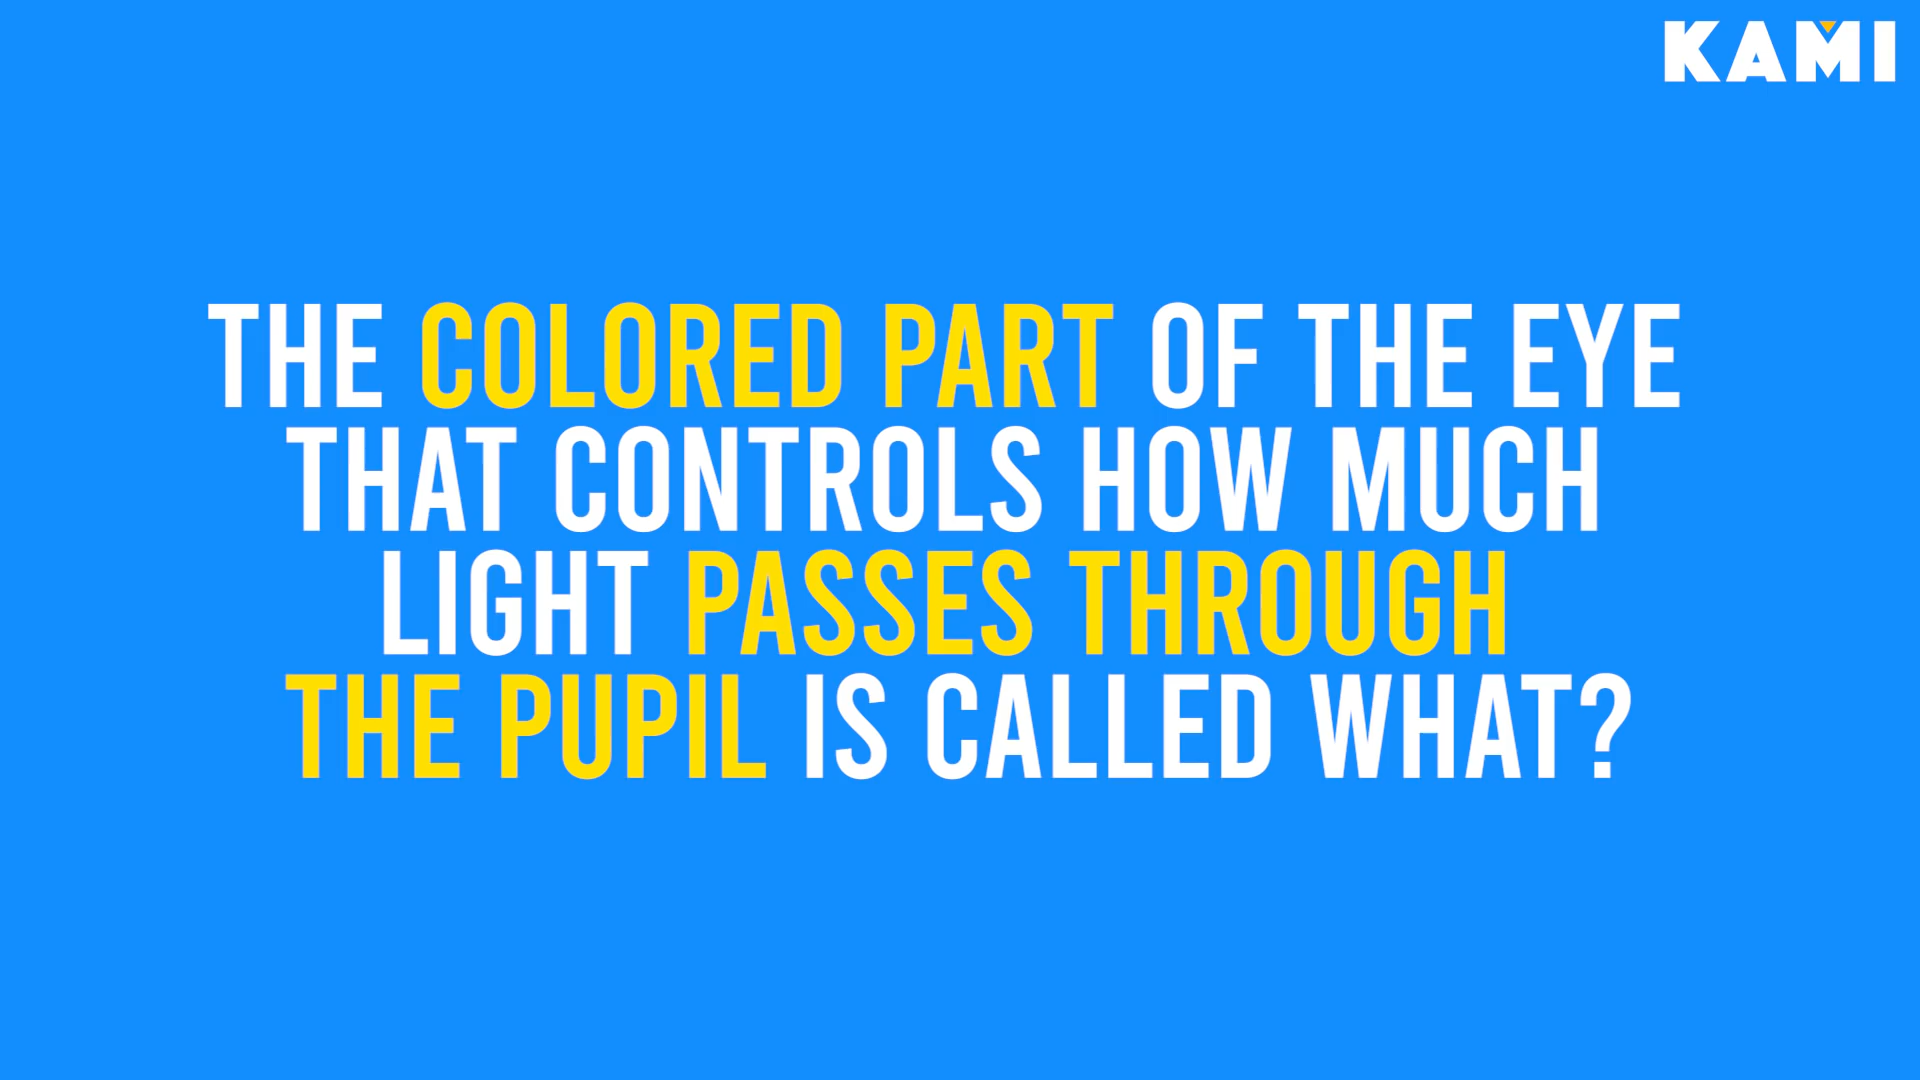 KAMI
THE COLORED PART OF THE EYE
THAT CONTROLS HOW MUCH
LIGHT PASSES THROUGH
THE PUPIL IS CALLED WHAT?